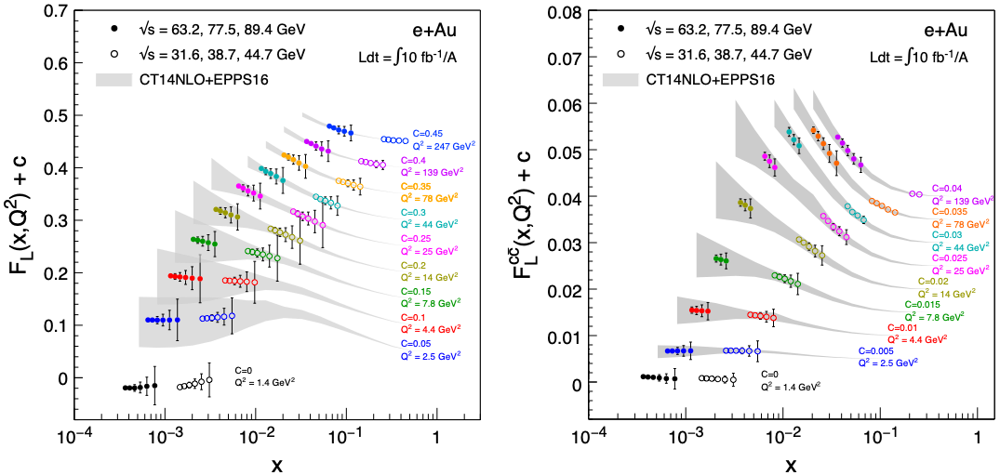 0.7
0.6
0.5
0.4
0.3
0.2
0.1
0
F_L(x,Q²) + c
√s = 63.2, 77.5, 89.4 GeV
√s = 31.6, 38.7, 44.7 GeV
CT14NLO+EPPS16
e+Au
Ldt = ∫10 fb⁻¹/A
C=0.45
Q² = 247 GeV²
C=0.4
Q² = 139 GeV²
C=0.35
Q² = 78 GeV²
C=0.3
Q² = 44 GeV²
C=0.25
Q² = 25 GeV²
C=0.2
Q² = 14 GeV²
C=0.15
Q² = 7.8 GeV²
C=0.1
Q² = 4.4 GeV²
C=0.05
Q² = 2.5 GeV²
C=0
Q² = 1.4 GeV²
10⁻⁴ 10⁻³ 10⁻² 10⁻¹ 1
x
0.08
0.07
0.06
0.05
0.04
0.03
0.02
0.01
0
F_L^cc̄(x,Q²) + c
√s = 63.2, 77.5, 89.4 GeV
√s = 31.6, 38.7, 44.7 GeV
CT14NLO+EPPS16
e+Au
Ldt = ∫10 fb⁻¹/A
C=0.04
Q² = 139 GeV²
C=0.035
Q² = 78 GeV²
C=0.03
Q² = 44 GeV²
C=0.025
Q² = 25 GeV²
C=0.02
Q² = 14 GeV²
C=0.015
Q² = 7.8 GeV²
C=0.01
Q² = 4.4 GeV²
C=0.005
Q² = 2.5 GeV²
C=0
Q² = 1.4 GeV²
10⁻⁴ 10⁻³ 10⁻² 10⁻¹ 1
x